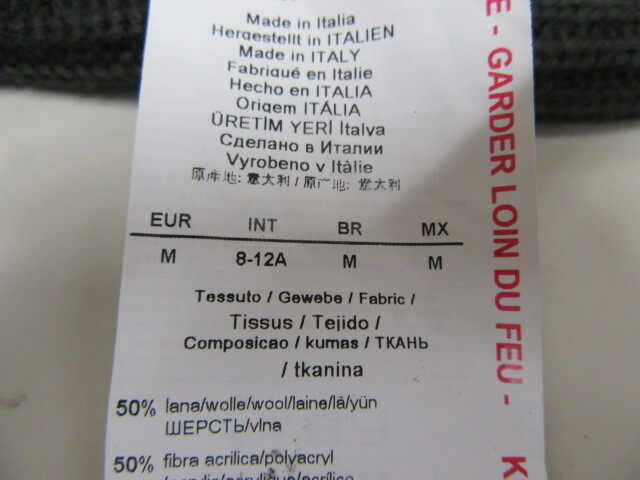 Made in Italia
Hergestellt in ITALIEN
Made in ITALY
Fabriqué en Italie
Hecho en ITALIA
Origem ITÁLIA
ÜRETİM YERİ İtalya
Сделано в Италии
Vyrobeno v Itálie
原产地: 意大利 / 原产地: 意大利
EUR INT BR MX
M 8-12A M M
Tessuto / Gewebe / Fabric /
Tissus / Tejido /
Composicao / kumas / ТКАНЬ
/ tkanina
50% lana/wolle/wool/laine/lã/yün
ШЕРСТЬ/vlna
50% fibra acrilica/polyacryl
E - GARDER LOIN DU FEU - K